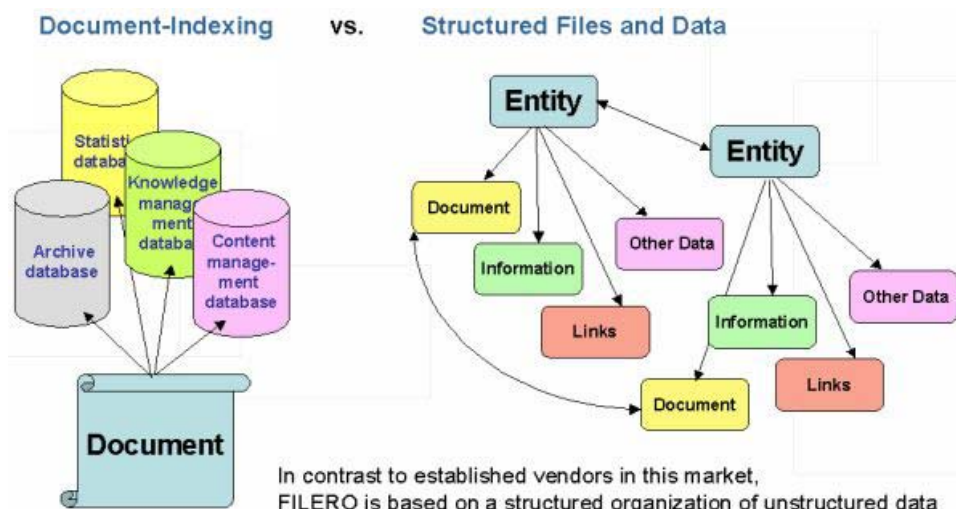 Document-Indexing vs. Structured Files and Data
Entity
Entity
Document
Information
Other Data
Links
Information
Other Data
Links
Document
Archive
database
Knowledge
manage-
ment
Content
manage-
ment
database
Document
In contrast to established vendors in this market,
FILERO is based on a structured organization of unstructured data